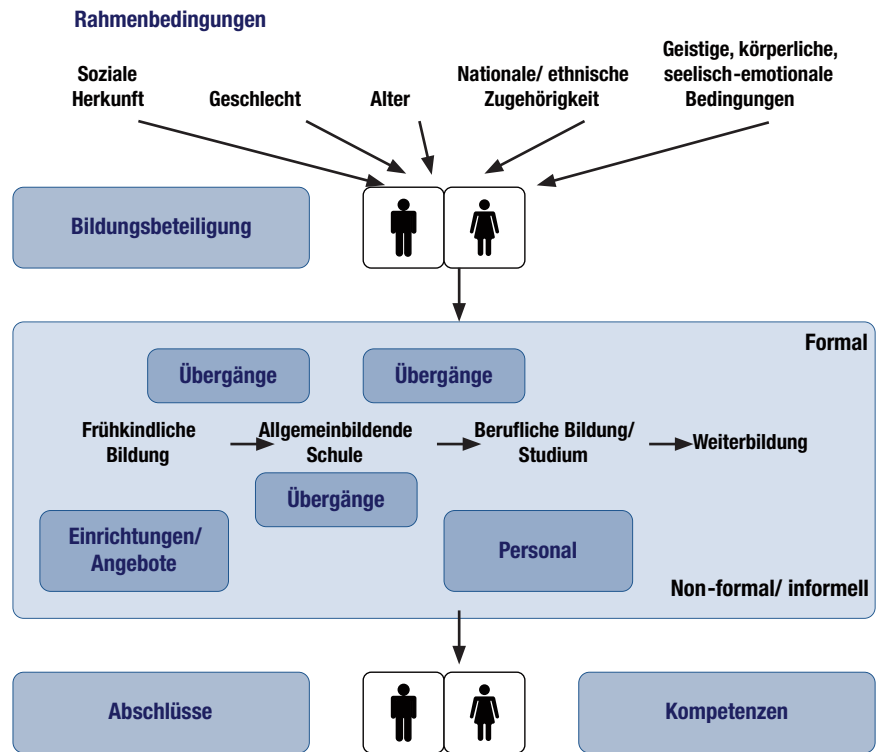 Rahmenbedingungen
Soziale
Herkunft
Geschlecht
Alter
Nationale/ ethnische
Zugehörigkeit
Geistige, körperliche,
seelisch-emotionale
Bedingungen
Bildungsbeteiligung
Formal
Übergänge
Übergänge
Frühkindliche
Bildung
Allgemeinbildende
Schule
Berufliche Bildung/
Studium
Weiterbildung
Übergänge
Einrichtungen/
Angebote
Personal
Non-formal/ informell
Abschlüsse
Kompetenzen